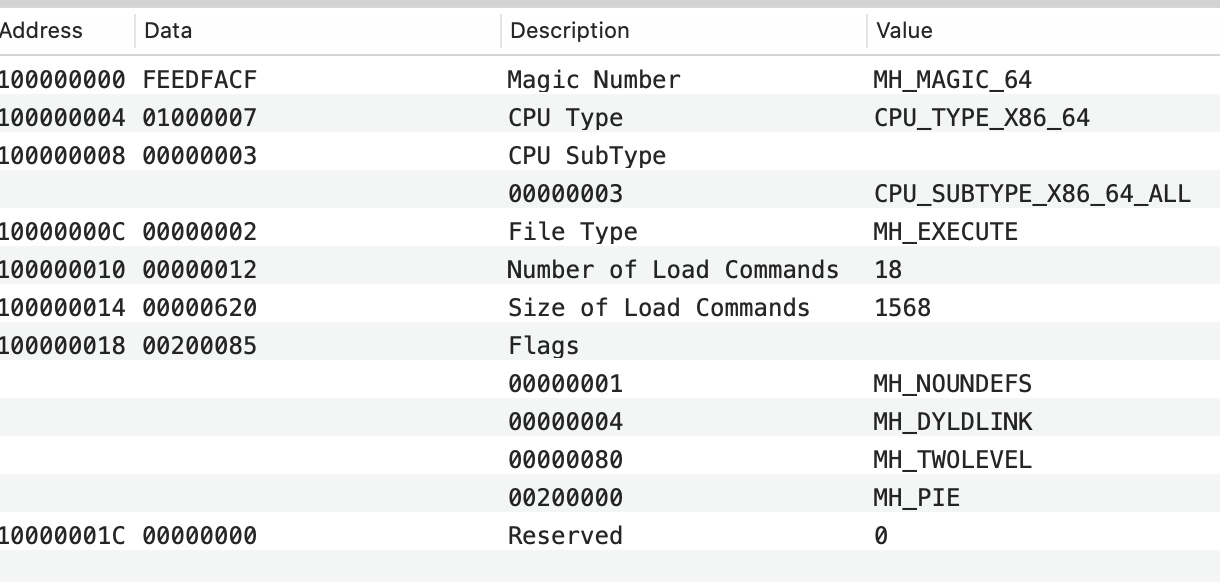 Address Data Description Value
100000000 FEEDFACF Magic Number MH_MAGIC_64
100000004 01000007 CPU Type CPU_TYPE_X86_64
100000008 00000003 CPU SubType
00000003 CPU_SUBTYPE_X86_64_ALL
10000000C 00000002 File Type MH_EXECUTE
100000010 00000012 Number of Load Commands 18
100000014 00000620 Size of Load Commands 1568
100000018 00200085 Flags
00000001 MH_NOUNDEFS
00000004 MH_DYLDLINK
00000080 MH_TWOLEVEL
00200000 MH_PIE
10000001C 00000000 Reserved 0